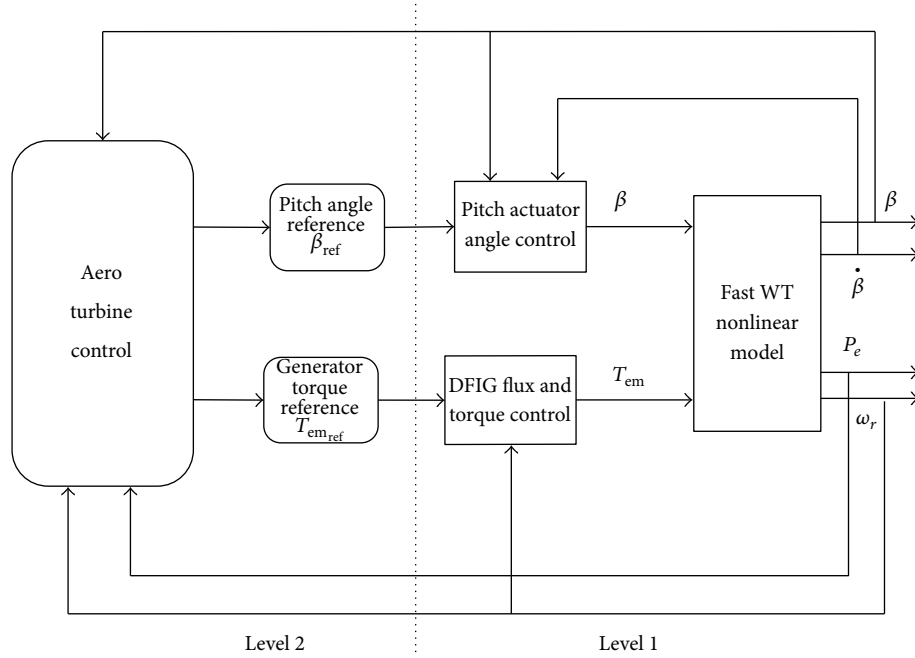 Aero
turbine
control
Pitch angle
reference
β_ref
Generator
torque
reference
T_em_ref
Pitch actuator
angle control
β
DFIG flux and
torque control
T_em
Fast WT
nonlinear
model
β
β̇
P_e
ω_r
Level 2
Level 1